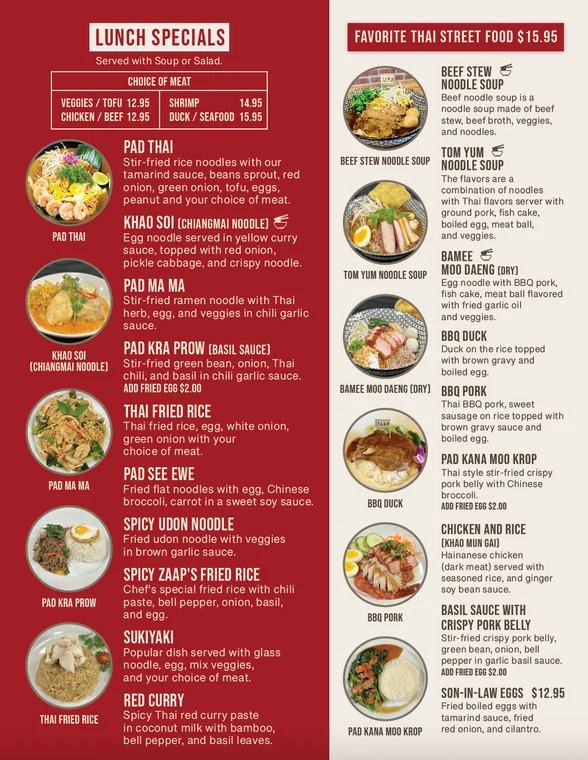 LUNCH SPECIALS
Served with Soup or Salad.
CHOICE OF MEAT
VEGGIES / TOFU 12.95
CHICKEN / BEEF 12.95
SHRIMP 14.95
DUCK / SEAFOOD 15.95
PAD THAI
Stir-fried rice noodles with our
tamarind sauce, beans sprout, red
onion, green onion, tofu, eggs,
peanut and your choice of meat.
PAD THAI
KHAO SOI (CHIANGMAI NOODLE)
Egg noodle served in yellow curry
sauce, topped with red onion,
pickle cabbage, and crispy noodle.
KHAO SOI
(CHIANGMAI NOODLE)
PAD MA MA
Stir-fried ramen noodle with Thai
herb, egg, and veggies in chili garlic
sauce.
PAD KRA PROW (BASIL SAUCE)
Stir-fried green bean, onion, Thai
chili, and basil in chili garlic sauce.
ADD FRIED EGG $2.00
THAI FRIED RICE
Thai fried rice, egg, white onion,
green onion with your
choice of meat.
PAD MA MA
PAD SEE EWE
Fried flat noodles with egg, Chinese
broccoli, carrot in a sweet soy sauce.
SPICY UDON NOODLE
Fried udon noodle with veggies
in brown garlic sauce.
SPICY ZAAP'S FRIED RICE
Chef's special fried rice with chili
paste, bell pepper, onion, basil,
and egg.
PAD KRA PROW
SUKIYAKI
Popular dish served with glass
noodle, egg, mix veggies,
and your choice of meat.
RED CURRY
Spicy Thai red curry paste
in coconut milk with bamboo,
bell pepper, and basil leaves.
THAI FRIED RICE
FAVORITE THAI STREET FOOD $15.95
BEEF STEW
NOODLE SOUP
Beef noodle soup is a
noodle soup made of beef
stew, beef broth, veggies,
and noodles.
BEEF STEW NOODLE SOUP
TOM YUM
NOODLE SOUP
The flavors are a
combination of noodles
with Thai flavors server with
ground pork, fish cake,
boiled egg, meat ball,
and veggies.
TOM YUM NOODLE SOUP
BAMEE
MOO DAENG (DRY)
Egg noodle with BBQ pork,
fish cake, meat ball flavored
with fried garlic oil
and veggies.
BAMEE MOO DAENG (DRY)
BBQ DUCK
Duck on the rice topped
with brown gravy and
boiled egg.
BBQ PORK
Thai BBQ pork, sweet
sausage on rice topped with
brown gravy sauce and
boiled egg.
ZAAP
BBQ DUCK
PAD KANA MOO KROP
Thai style stir-fried crispy
pork belly with Chinese
broccoli.
ADD FRIED EGG $2.00
CHICKEN AND RICE
(KHAO MUN GAI)
Hainanese chicken
(dark meat) served with
seasoned rice, and ginger
soy bean sauce.
BBQ PORK
BASIL SAUCE WITH
CRISPY PORK BELLY
Stir-fried crispy pork belly,
green bean, onion, bell
pepper in garlic basil sauce.
ADD FRIED EGG $2.00
SON-IN-LAW EGGS $12.95
Fried boiled eggs with
tamarind sauce, fried
red onion, and cilantro.
PAD KANA MOO KROP